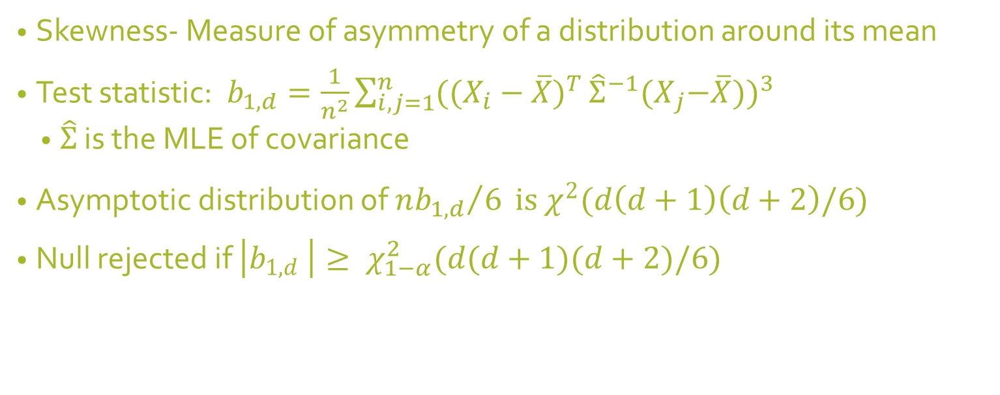 • Skewness- Measure of asymmetry of a distribution around its mean
• Test statistic: $b_{1,d} = \frac{1}{n^2} \sum_{i,j=1}^{n} ((X_i - \bar{X})^T \hat{\Sigma}^{-1} (X_j - \bar{X}))^3$
• $\hat{\Sigma}$ is the MLE of covariance
• Asymptotic distribution of $nb_{1,d}/6$ is $\chi^2(d(d+1)(d+2)/6)$
• Null rejected if $|b_{1,d}| \geq \chi^2_{1-\alpha}(d(d+1)(d+2)/6)$